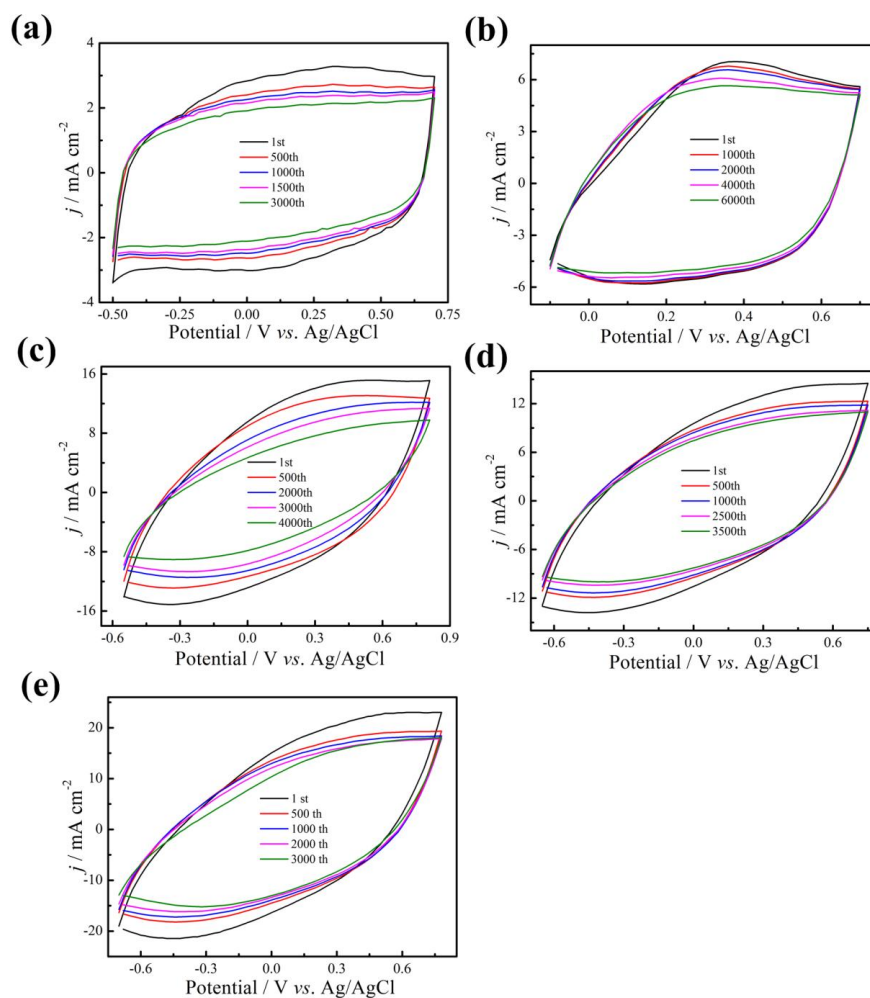 (a)
4
2
0
-2
-4
j / mA cm-2
1st
500th
1000th
1500th
3000th
-0.50 -0.25 0.00 0.25 0.50 0.75
Potential / V vs. Ag/AgCl
(b)
6
3
0
-3
-6
j / mA cm-2
1st
1000th
2000th
4000th
6000th
0.0 0.2 0.4 0.6
Potential / V vs. Ag/AgCl
(c)
16
8
0
-8
-16
j / mA cm-2
1st
500th
2000th
3000th
4000th
-0.6 -0.3 0.0 0.3 0.6 0.9
Potential / V vs. Ag/AgCl
(d)
12
6
0
-6
-12
j / mA cm-2
1st
500th
1000th
2500th
3500th
-0.6 -0.3 0.0 0.3 0.6
Potential / V vs. Ag/AgCl
(e)
20
10
0
-10
-20
j / mA cm-2
1 st
500 th
1000 th
2000 th
3000 th
-0.6 -0.3 0.0 0.3 0.6
Potential / V vs. Ag/AgCl